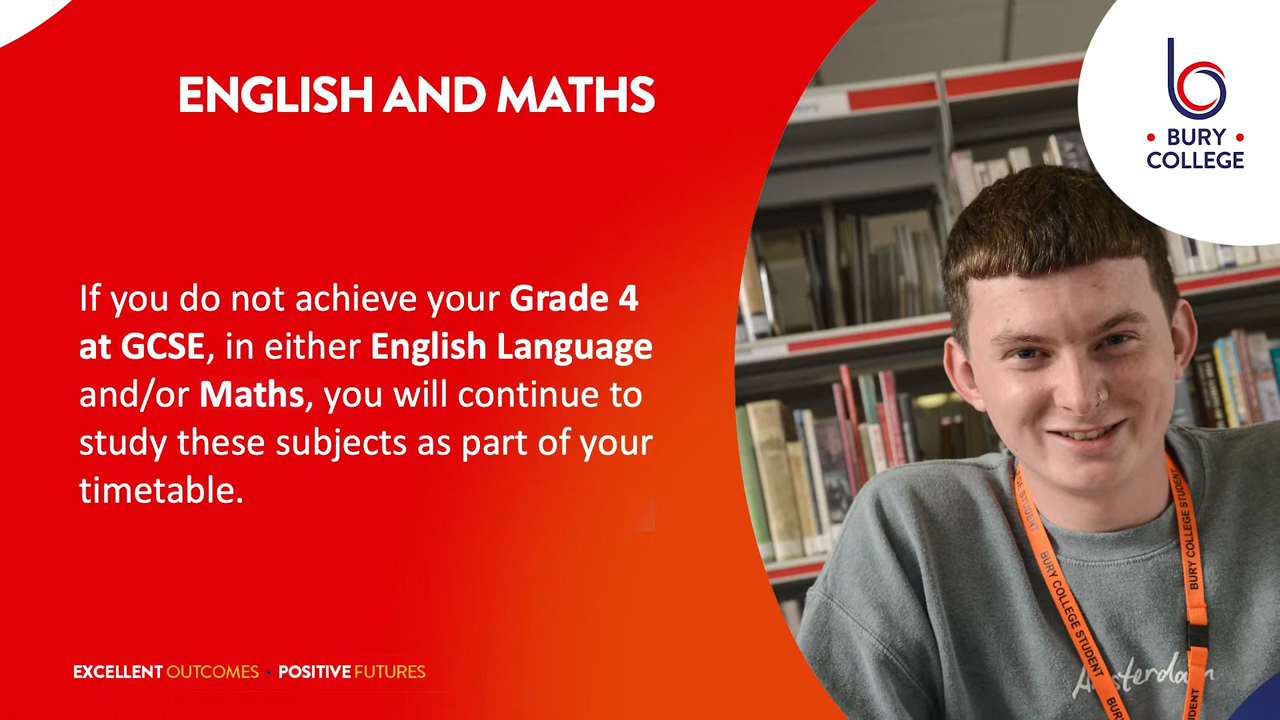 ENGLISH AND MATHS
BURY
COLLEGE
If you do not achieve your Grade 4
at GCSE, in either English Language
and/or Maths, you will continue to
study these subjects as part of your
timetable.
BURY COLLEGE STUDENT
BURY COLLEGE STUDENT
Amsterdam
EXCELLENT OUTCOMES · POSITIVE FUTURES